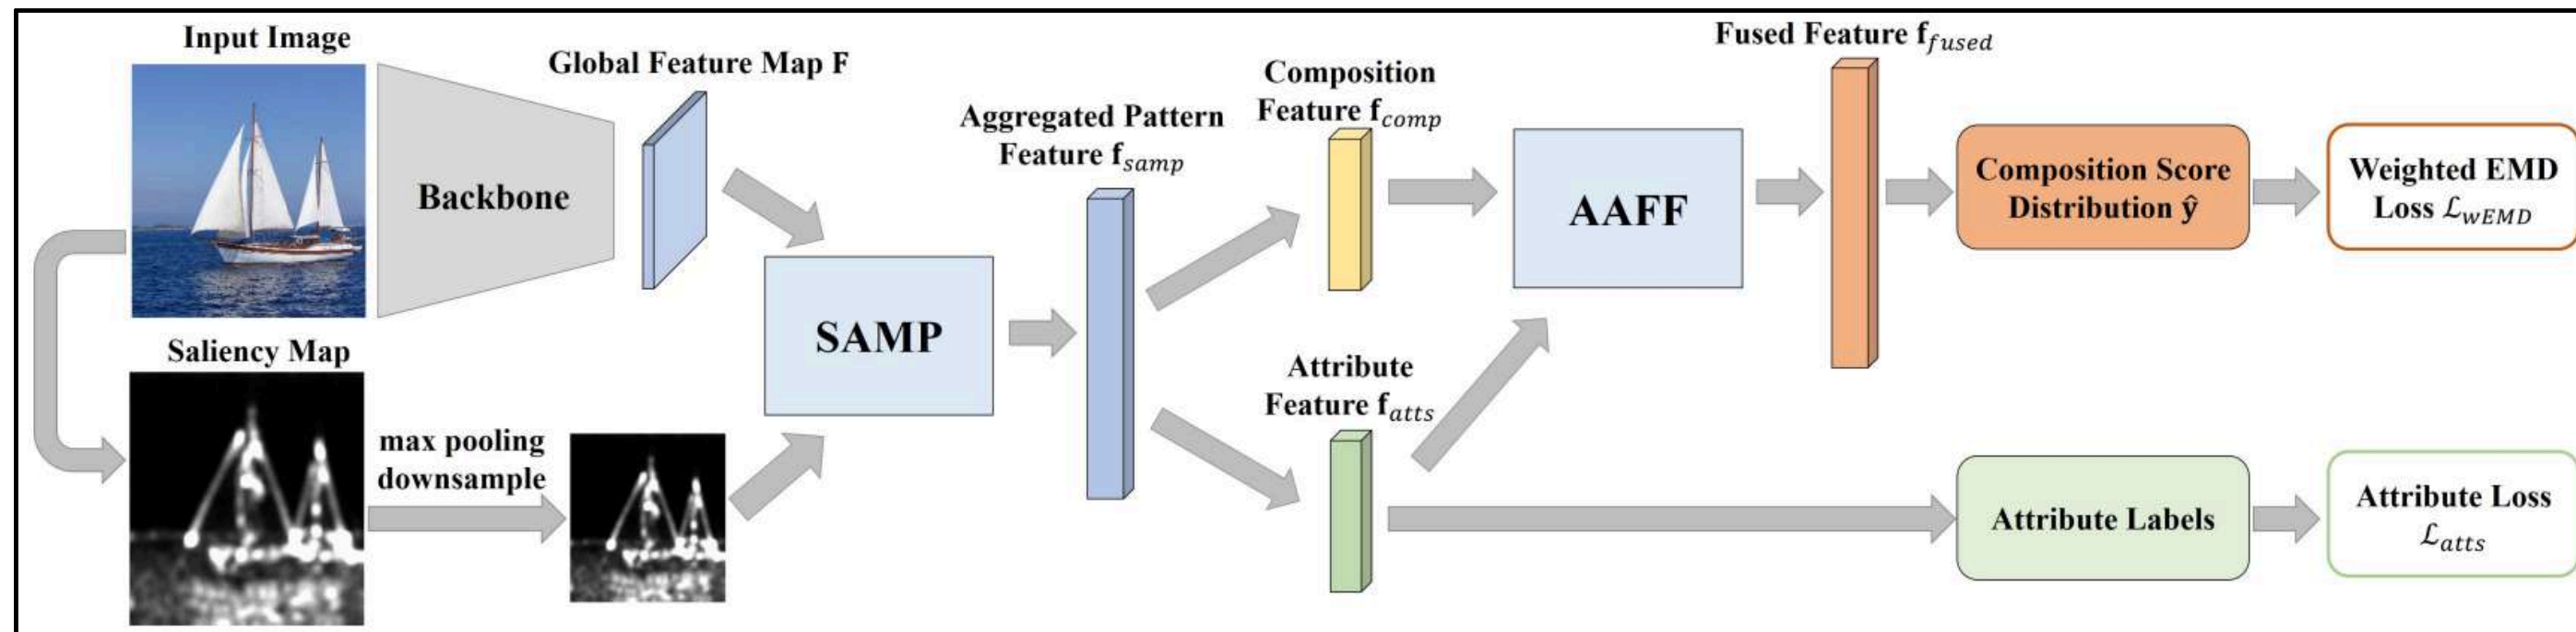 Input Image
Backbone
Global Feature Map F
Saliency Map
max pooling
downsample
SAMP
Aggregated Pattern
Feature f_samp
Composition
Feature f_comp
Attribute
Feature f_atts
AAFF
Fused Feature f_fused
Composition Score
Distribution ŷ
Weighted EMD
Loss ℒ_wEMD
Attribute Labels
Attribute Loss
ℒ_atts